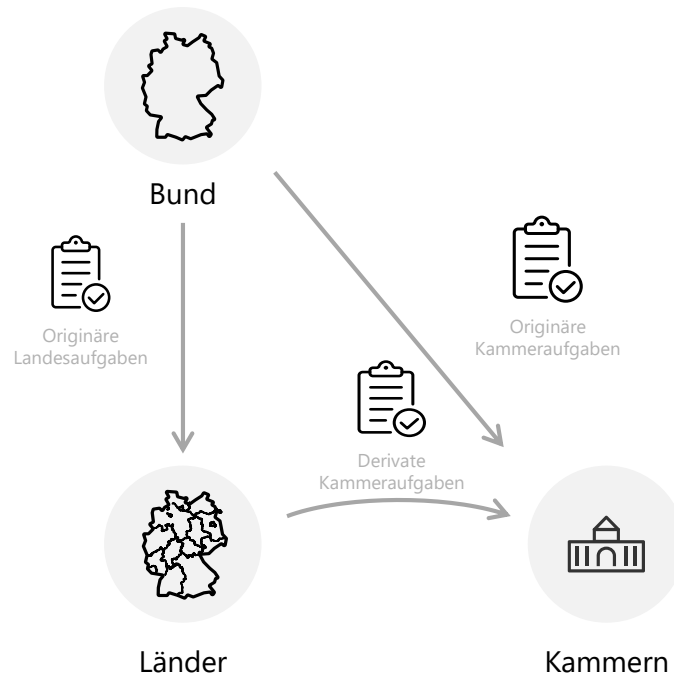 Bund
Originäre
Landesaufgaben
Originäre
Kammeraufgaben
Derivate
Kammeraufgaben
Länder
Kammern